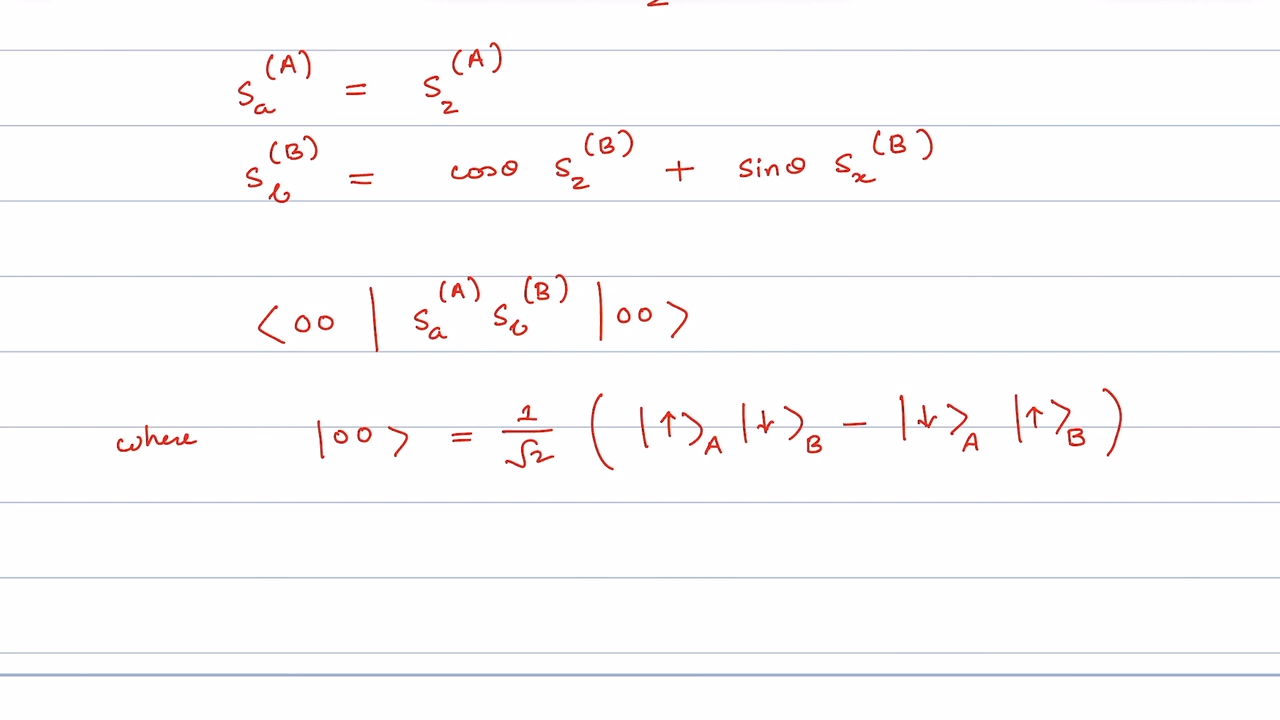 S_a^(A) = S_z^(A)
S_b^(B) = cosθ S_z^(B) + sinθ S_x^(B)
<00 | S_a^(A) S_b^(B) |00>
where |00> = 1/√2 ( |↑>_A |↓>_B − |↓>_A |↑>_B )